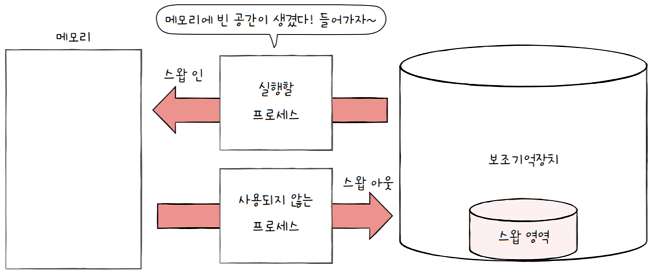 메모리에 빈 공간이 생겼다! 들어가자~
메모리
스왑 인
실행할
프로세스
보조기억장치
사용되지 않는
프로세스
스왑 아웃
스왑 영역